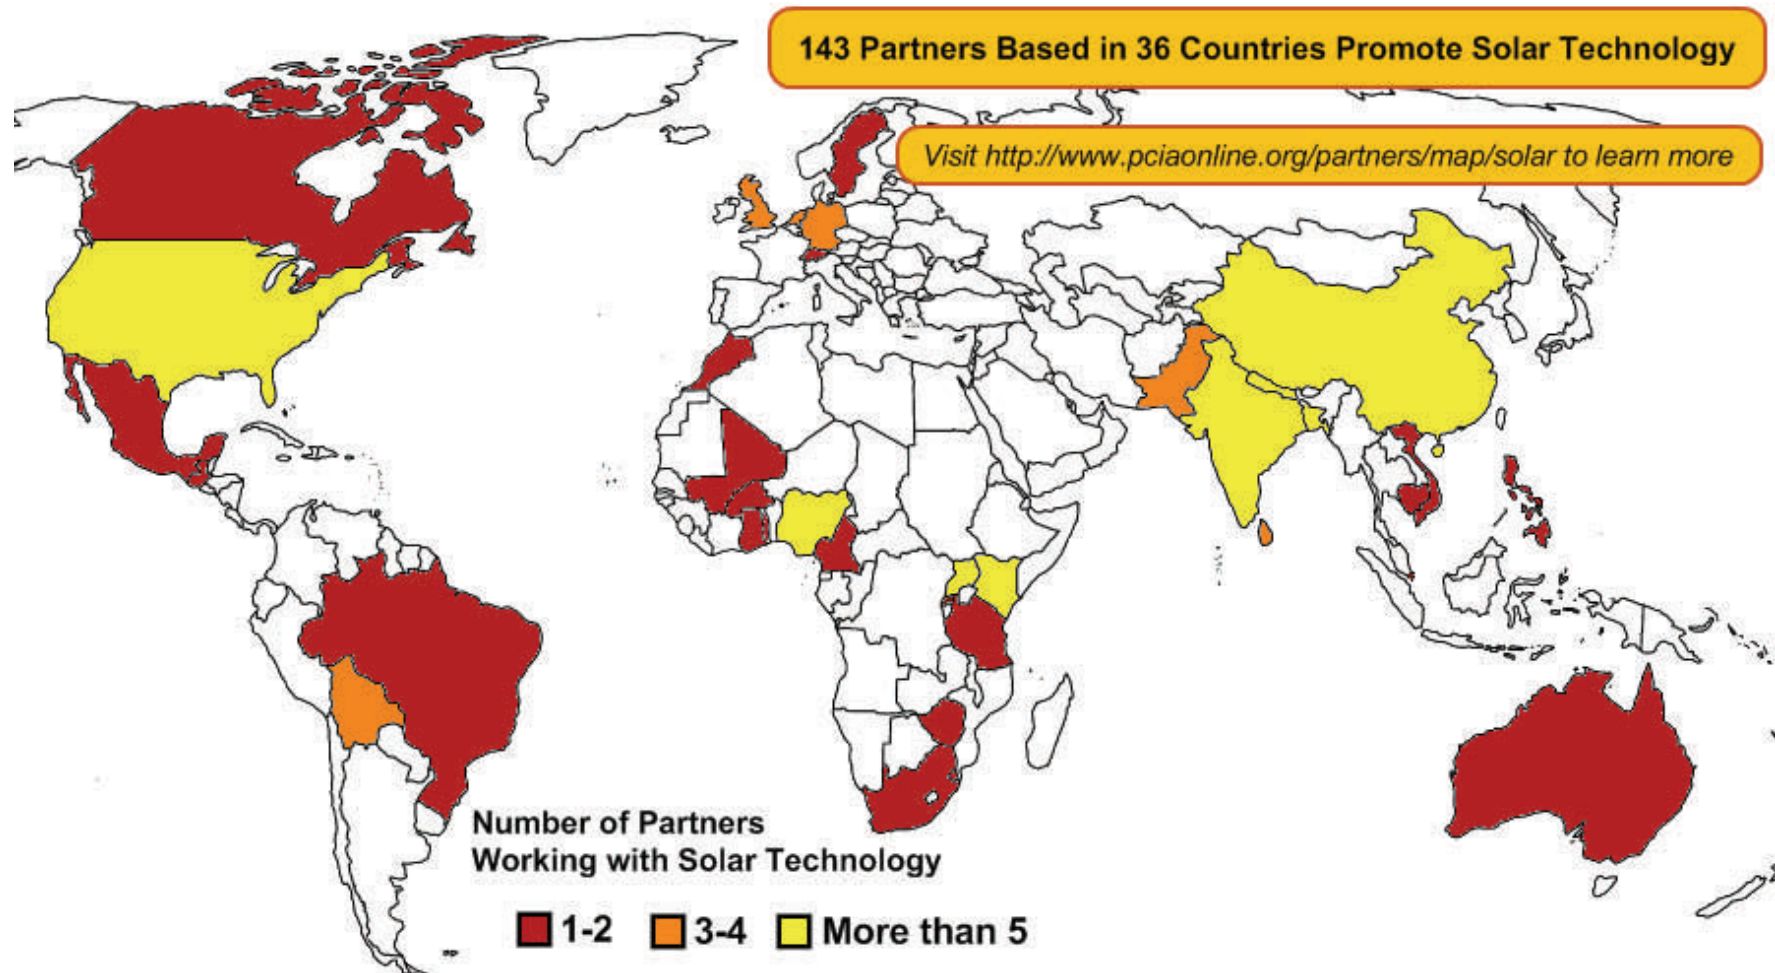 143 Partners Based in 36 Countries Promote Solar Technology
Visit http://www.pciaonline.org/partners/map/solar to learn more
Number of Partners
Working with Solar Technology
1-2 3-4 More than 5